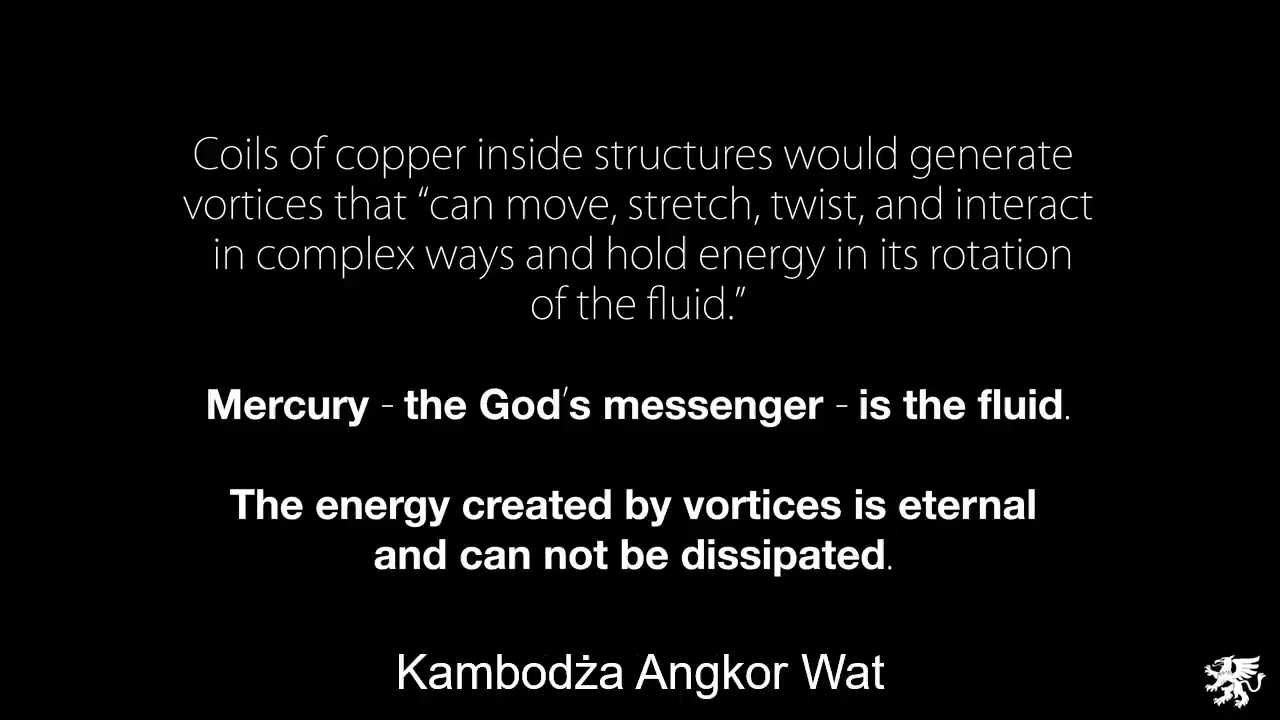 Coils of copper inside structures would generate
vortices that “can move, stretch, twist, and interact
in complex ways and hold energy in its rotation
of the fluid.”
Mercury - the God′s messenger - is the fluid.
The energy created by vortices is eternal
and can not be dissipated.
Kambodża Angkor Wat